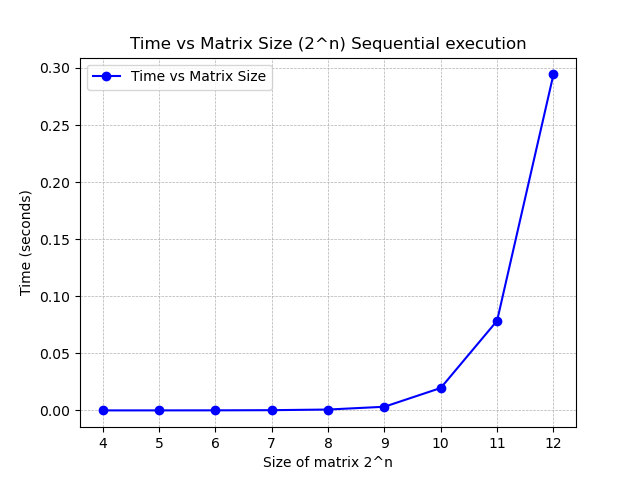 Time vs Matrix Size (2^n) Sequential execution
Time vs Matrix Size
0.30
0.25
0.20
0.15
0.10
0.05
0.00
Time (seconds)
4 5 6 7 8 9 10 11 12
Size of matrix 2^n